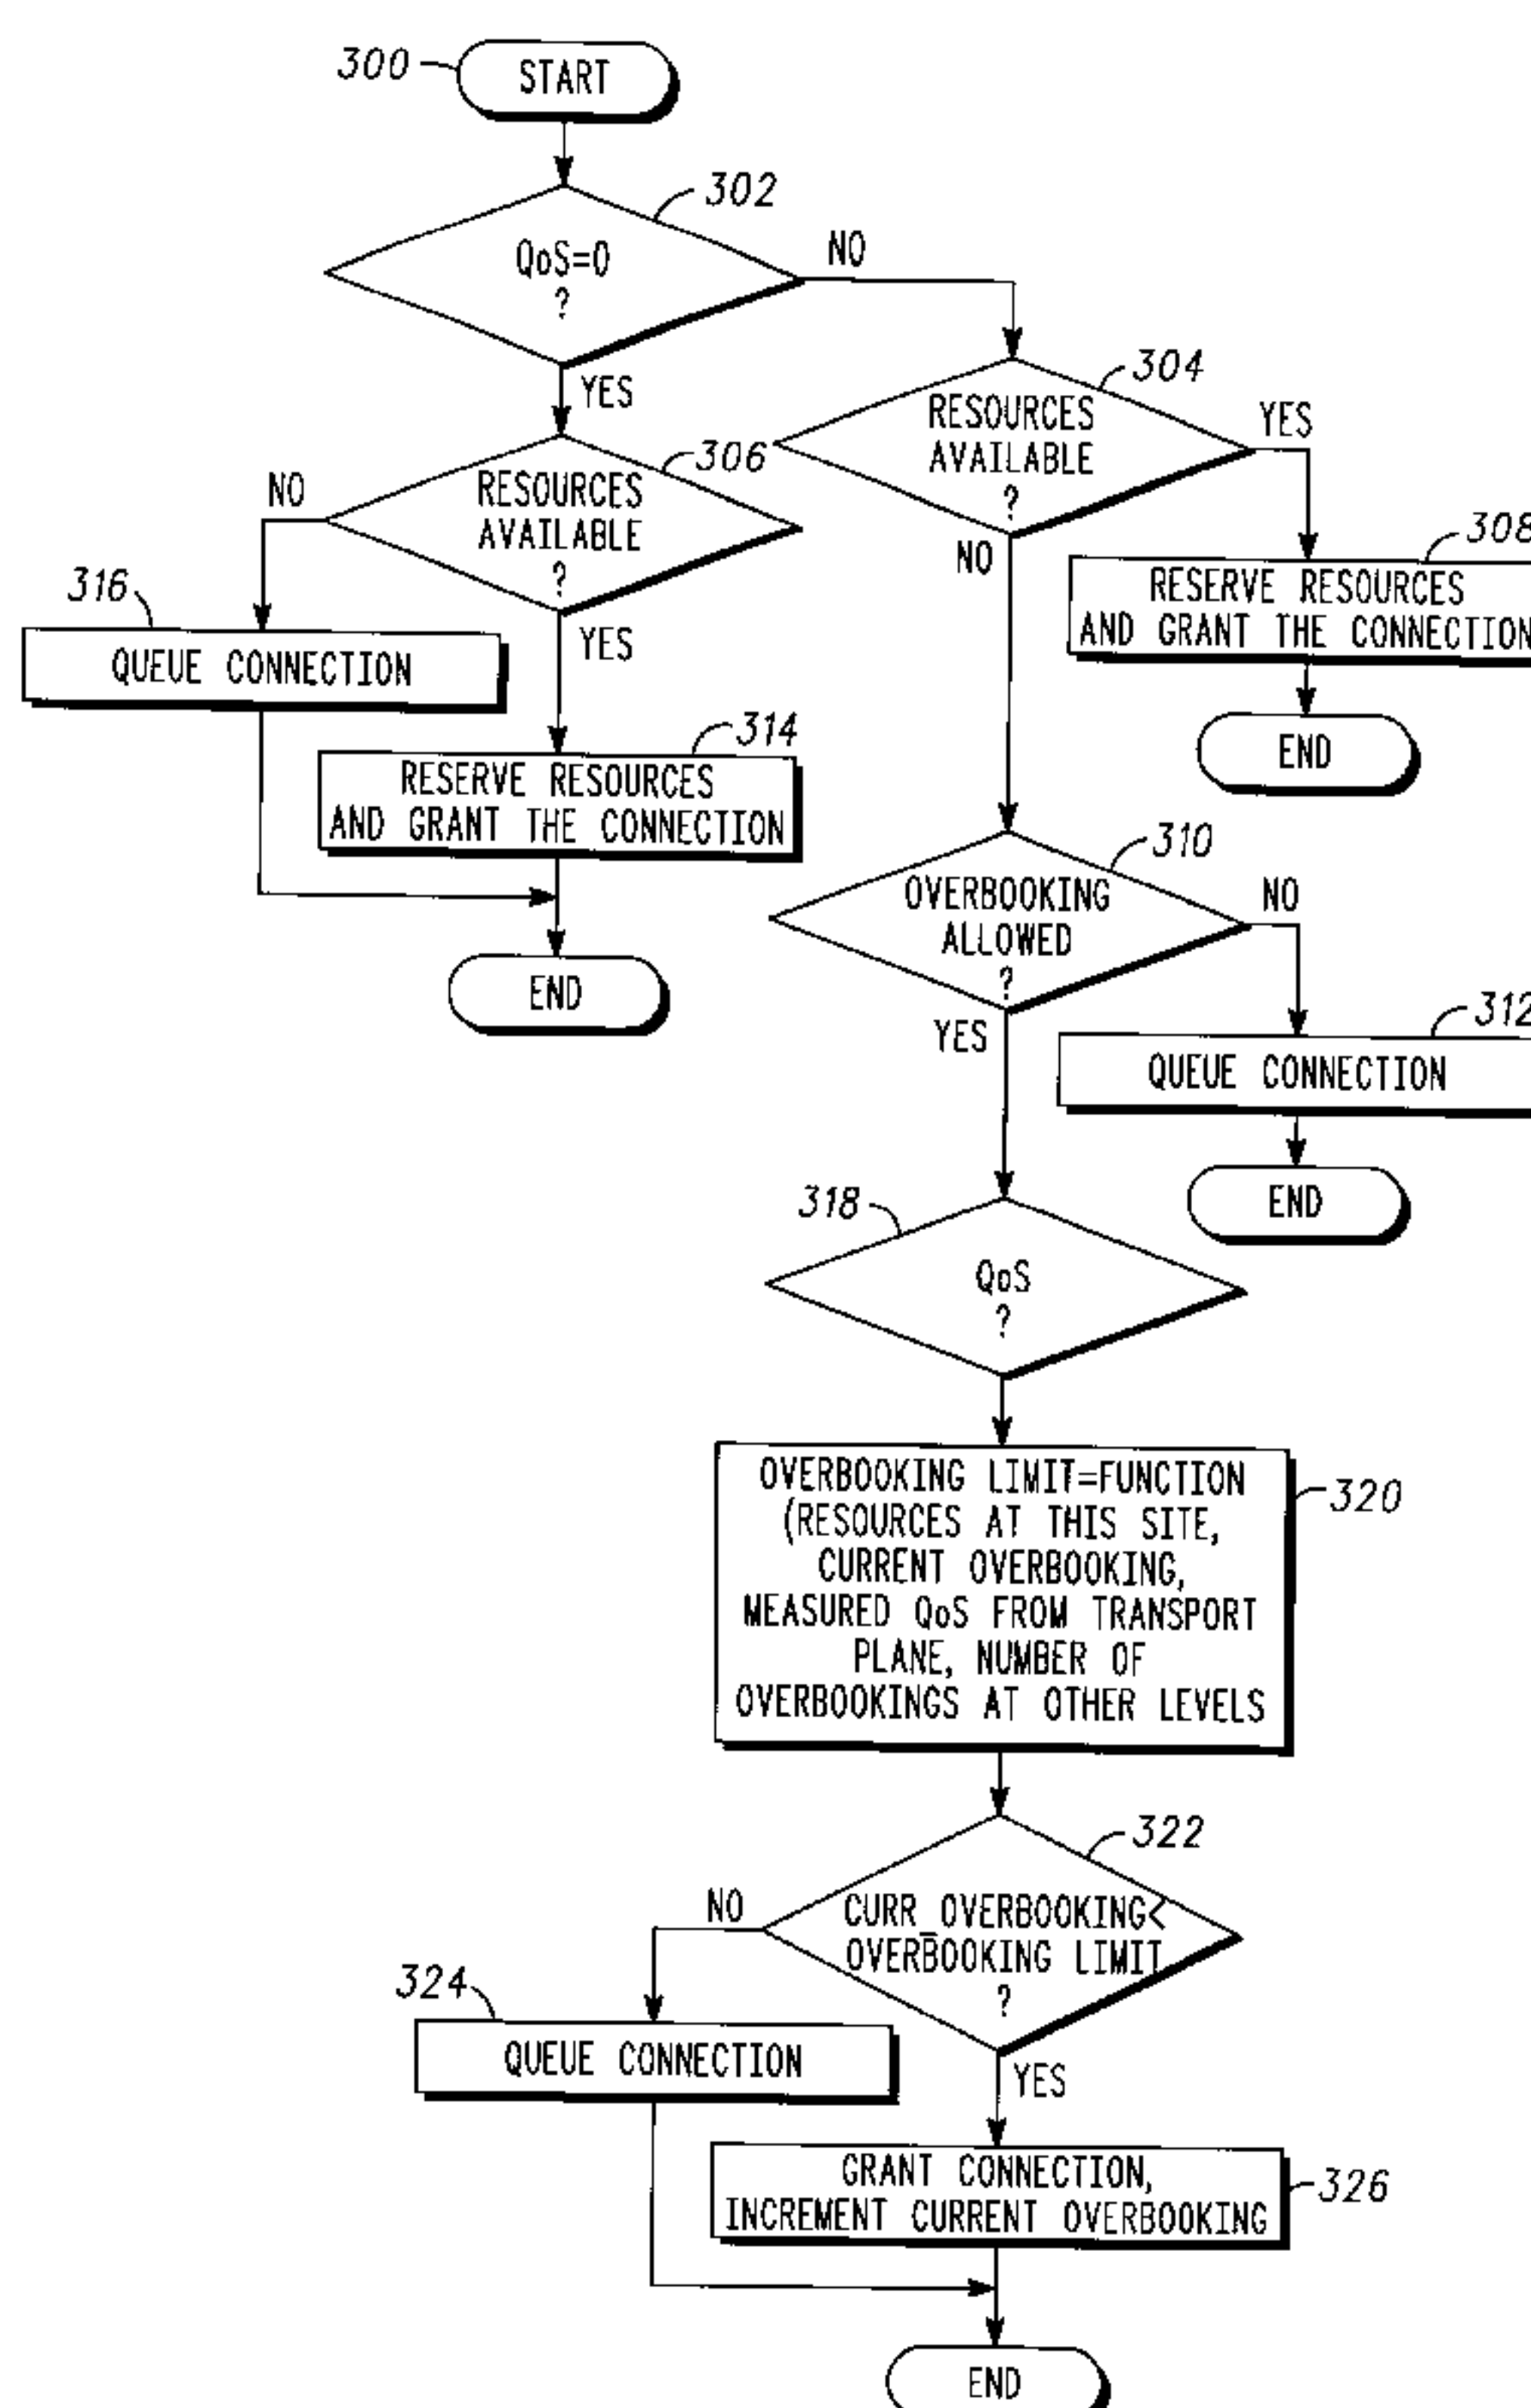 300
START
302
QoS=0
?
NO
YES
304
RESOURCES
AVAILABLE
?
YES
NO
306
RESOURCES
AVAILABLE
?
NO
YES
308
RESERVE RESOURCES
AND GRANT THE CONNECTION
END
316
QUEUE CONNECTION
314
RESERVE RESOURCES
AND GRANT THE CONNECTION
END
310
OVERBOOKING
ALLOWED
?
NO
YES
312
QUEUE CONNECTION
END
318
QoS
?
320
OVERBOOKING LIMIT=FUNCTION
(RESOURCES AT THIS SITE,
CURRENT OVERBOOKING,
MEASURED QoS FROM TRANSPORT
PLANE, NUMBER OF
OVERBOOKINGS AT OTHER LEVELS
322
CURR_OVERBOOKING<
OVERBOOKING LIMIT
?
NO
YES
324
QUEUE CONNECTION
326
GRANT CONNECTION,
INCREMENT CURRENT OVERBOOKING
END